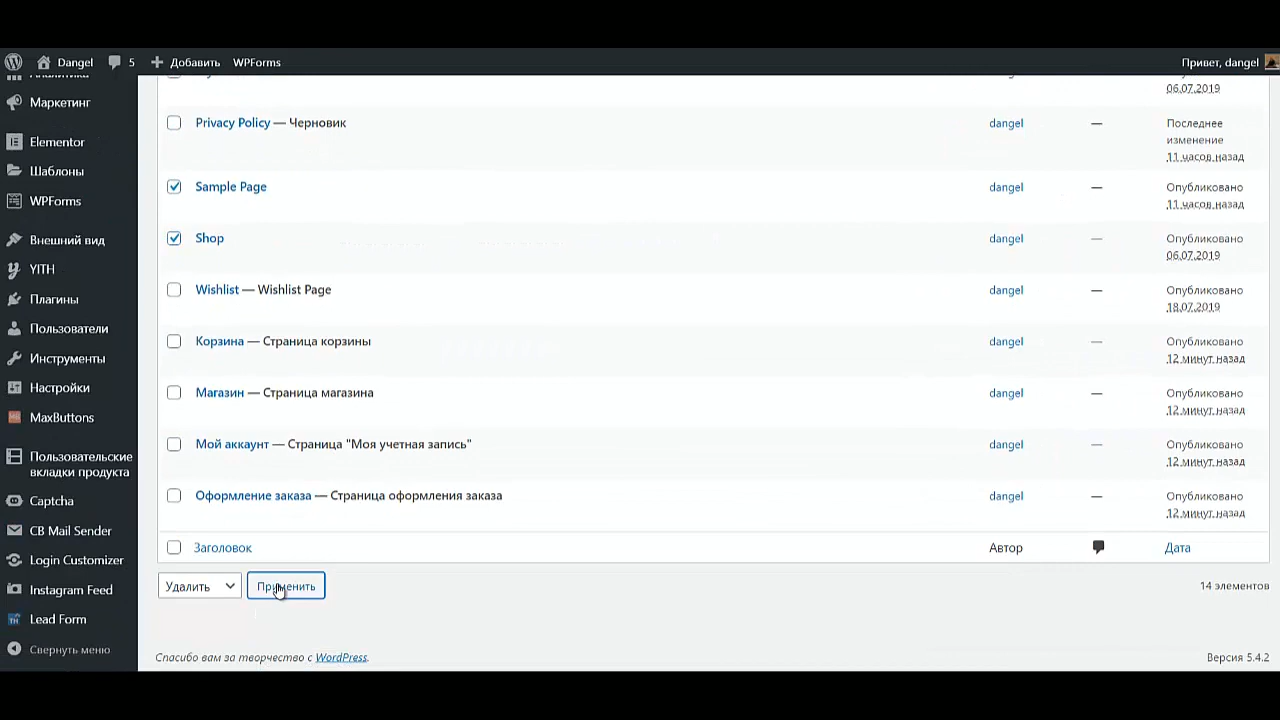 Dangel 5 Добавить WPForms Привет, dangel
Аналитика
Маркетинг
Elementor
Шаблоны
WPForms
Внешний вид
YITH
Плагины
Пользователи
Инструменты
Настройки
MaxButtons
Пользовательские
вкладки продукта
Captcha
CB Mail Sender
Login Customizer
Instagram Feed
Lead Form
Свернуть меню
06.07.2019
Privacy Policy — Черновик dangel — Последнее
изменение
11 часов назад
Sample Page dangel — Опубликовано
11 часов назад
Shop dangel — Опубликовано
06.07.2019
Wishlist — Wishlist Page dangel — Опубликовано
18.07.2019
Корзина — Страница корзины dangel — Опубликовано
12 минут назад
Магазин — Страница магазина dangel — Опубликовано
12 минут назад
Мой аккаунт — Страница "Моя учетная запись" dangel — Опубликовано
12 минут назад
Оформление заказа — Страница оформления заказа dangel — Опубликовано
12 минут назад
Заголовок Автор Дата
Удалить Применить 14 элементов
Спасибо вам за творчество с WordPress. Версия 5.4.2